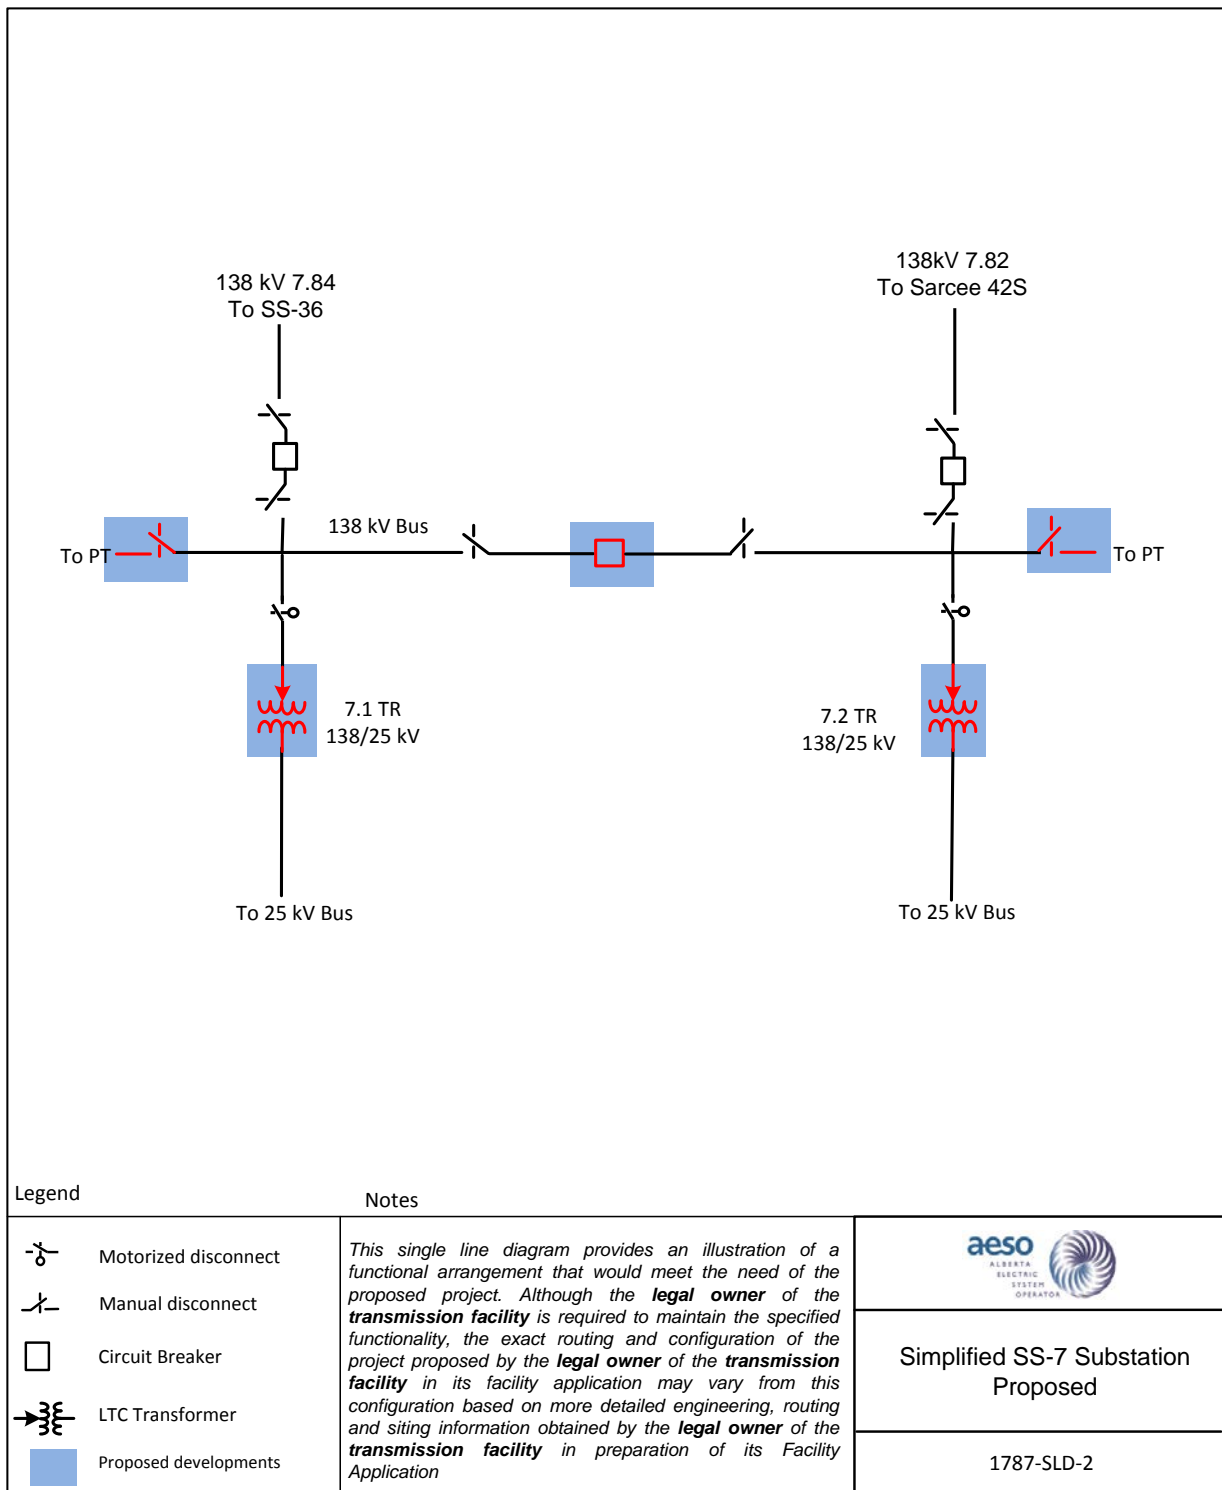 138 kV 7.84
To SS-36
138kV 7.82
To Sarcee 42S
138 kV Bus
To PT
To PT
7.1 TR
138/25 kV
7.2 TR
138/25 kV
To 25 kV Bus
To 25 kV Bus
Legend
Motorized disconnect
Manual disconnect
Circuit Breaker
LTC Transformer
Proposed developments
Notes
This single line diagram provides an illustration of a
functional arrangement that would meet the need of the
proposed project. Although the legal owner of the
transmission facility is required to maintain the specified
functionality, the exact routing and configuration of the
project proposed by the legal owner of the transmission
facility in its facility application may vary from this
configuration based on more detailed engineering, routing
and siting information obtained by the legal owner of the
transmission facility in preparation of its Facility
Application
aeso
ALBERTA
ELECTRIC
SYSTEM
OPERATOR
Simplified SS-7 Substation
Proposed
1787-SLD-2